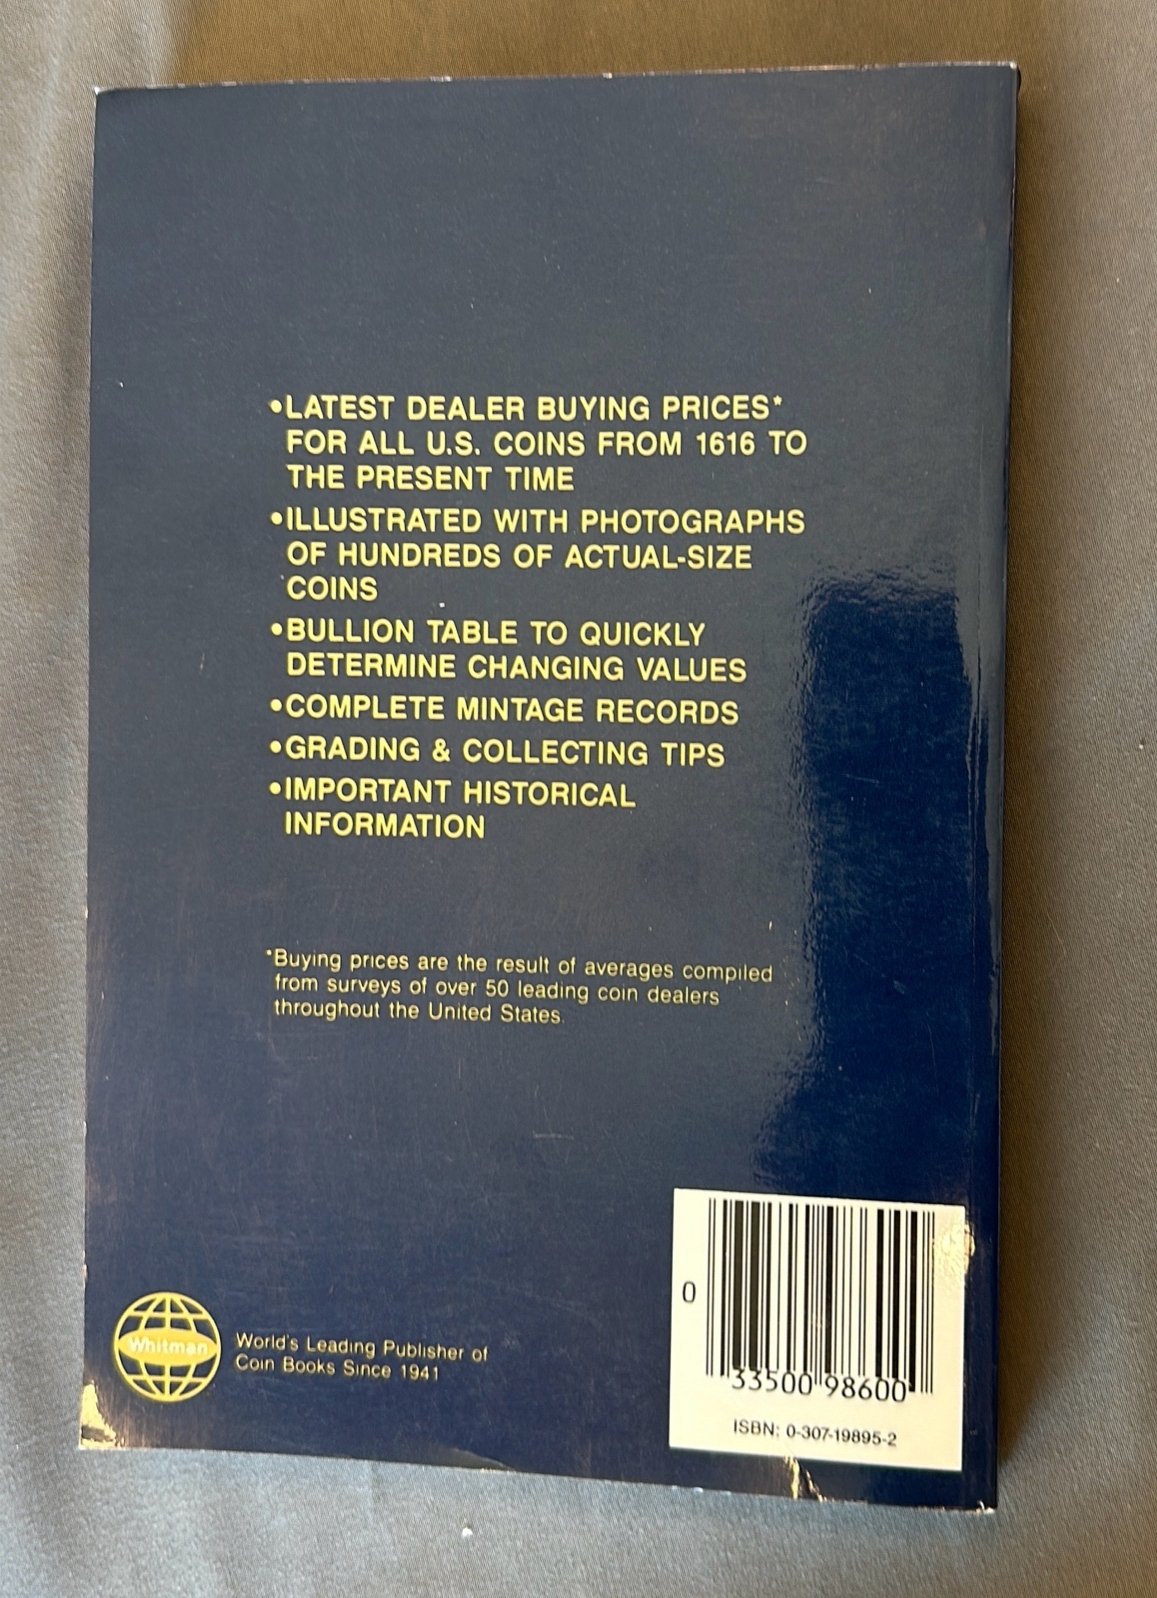 •LATEST DEALER BUYING PRICES*
FOR ALL U.S. COINS FROM 1616 TO
THE PRESENT TIME
•ILLUSTRATED WITH PHOTOGRAPHS
OF HUNDREDS OF ACTUAL-SIZE
COINS
•BULLION TABLE TO QUICKLY
DETERMINE CHANGING VALUES
•COMPLETE MINTAGE RECORDS
•GRADING & COLLECTING TIPS
•IMPORTANT HISTORICAL
INFORMATION
*Buying prices are the result of averages compiled
from surveys of over 50 leading coin dealers
throughout the United States.
Whitman
World's Leading Publisher of
Coin Books Since 1941
0
33500 98600
ISBN: 0-307-19895-2